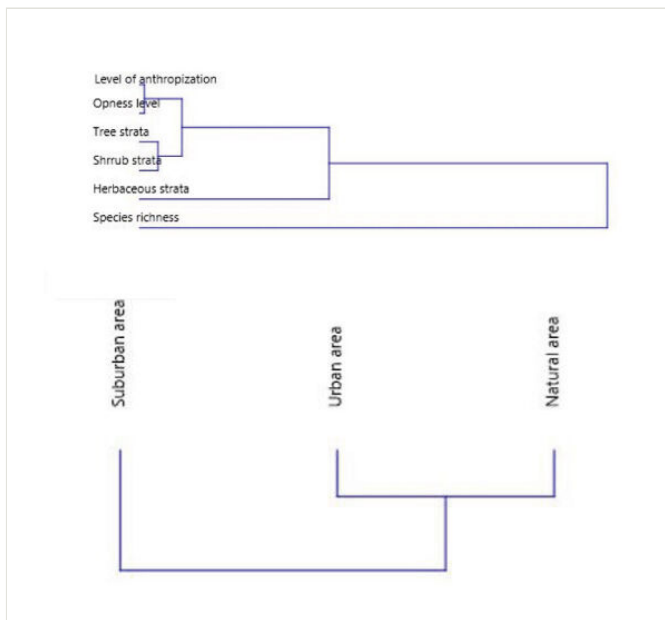 Level of anthropization
Opness level
Tree strata
Shrrub strata
Herbaceous strata
Species richness
Suburban area
Urban area
Natural area